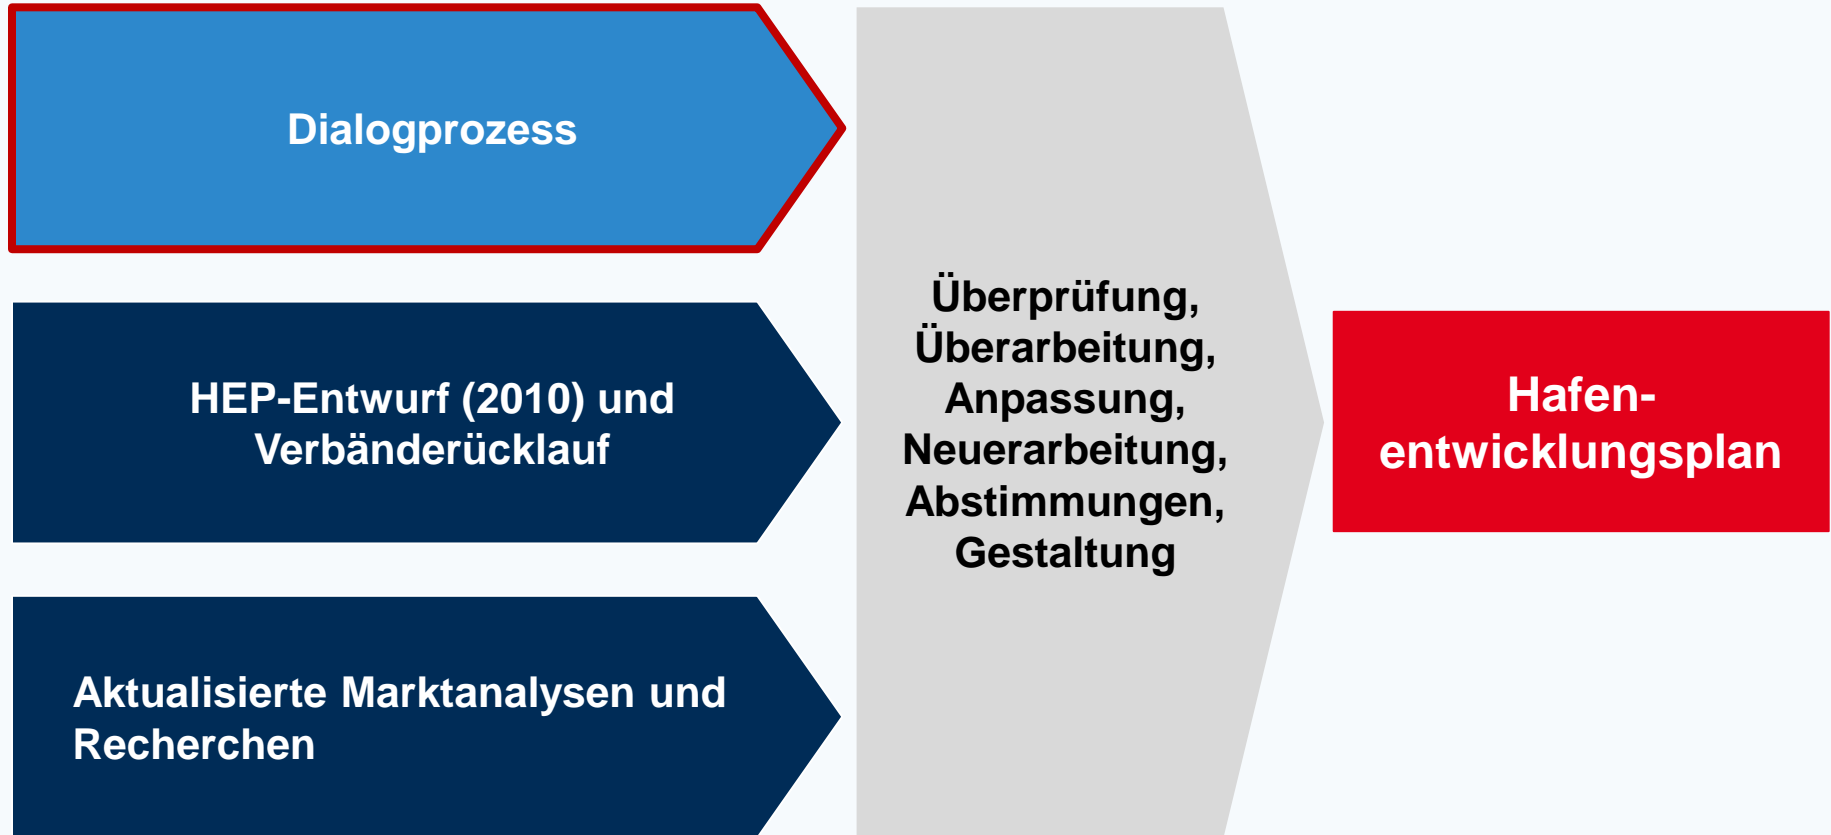 Dialogprozess
HEP-Entwurf (2010) und
Verbänderücklauf
Aktualisierte Marktanalysen und
Recherchen
Überprüfung,
Überarbeitung,
Anpassung,
Neuerarbeitung,
Abstimmungen,
Gestaltung
Hafen-
entwicklungsplan